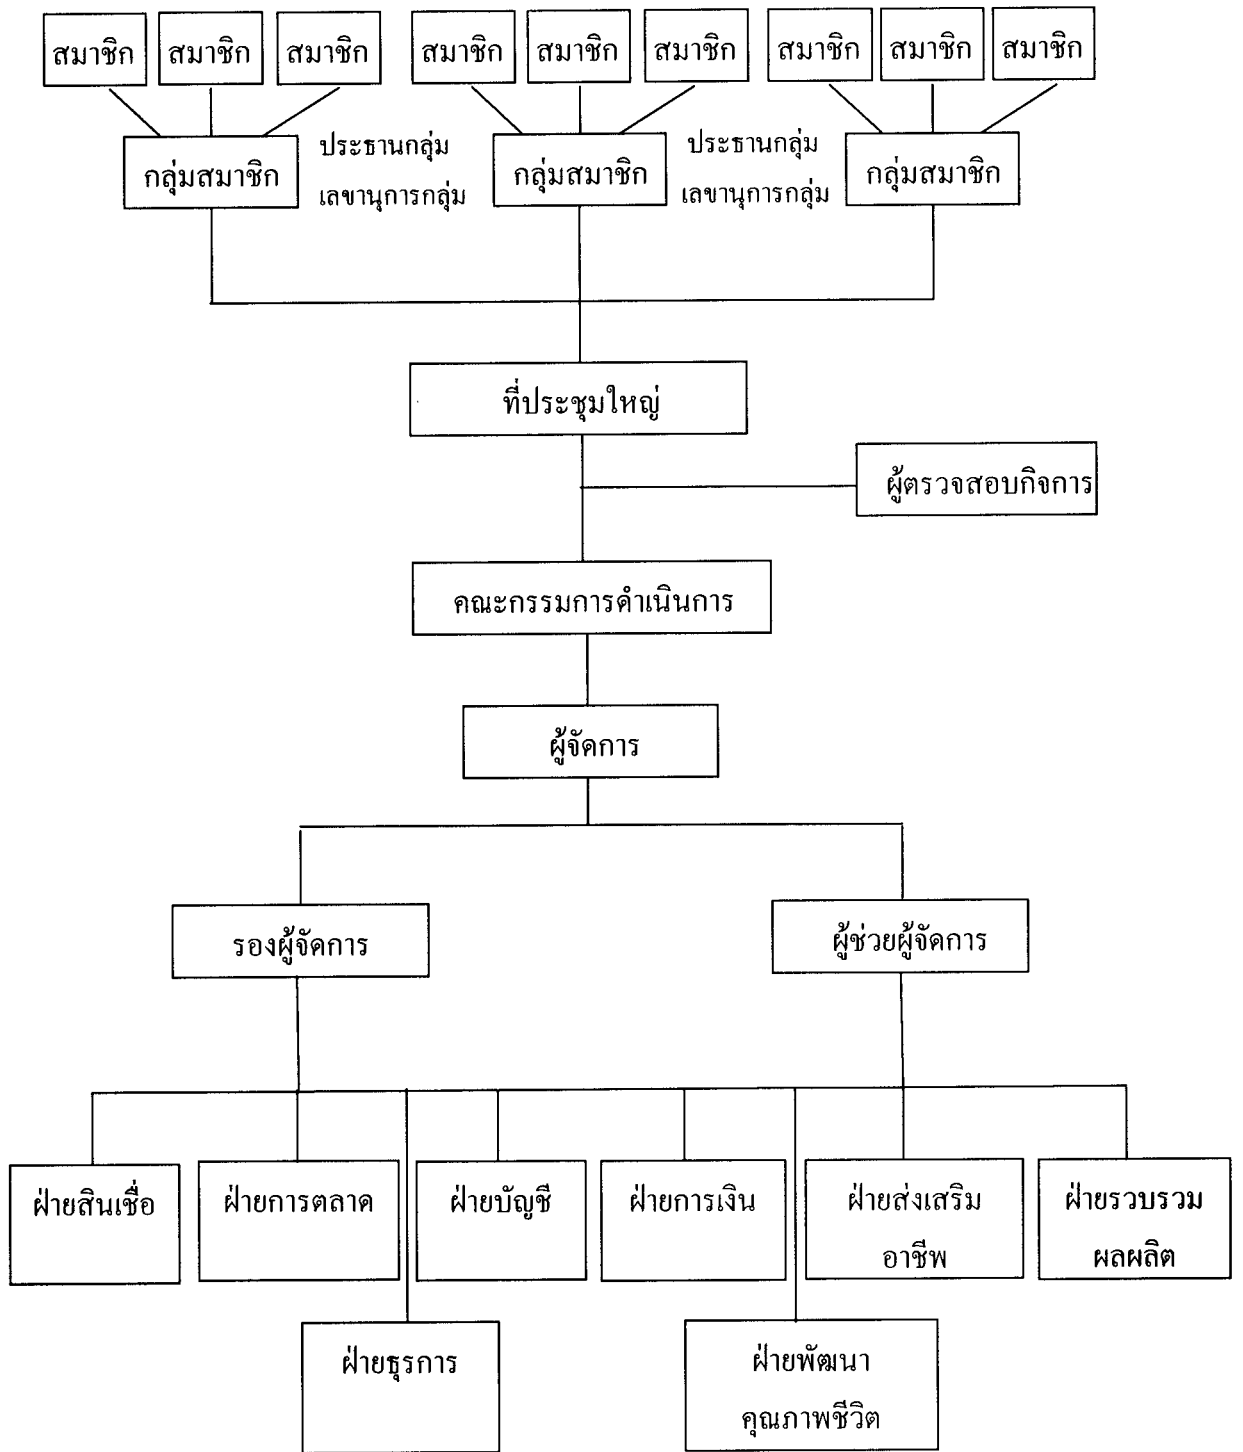 สมาชิก สมาชิก สมาชิก สมาชิก สมาชิก สมาชิก สมาชิก สมาชิก สมาชิก
กลุ่มสมาชิก ประธานกลุ่ม กลุ่มสมาชิก ประธานกลุ่ม กลุ่มสมาชิก
เลขานุการกลุ่ม เลขานุการกลุ่ม
ที่ประชุมใหญ่
ผู้ตรวจสอบกิจการ
คณะกรรมการดำเนินการ
ผู้จัดการ
รองผู้จัดการ ผู้ช่วยผู้จัดการ
ฝ่ายสินเชื่อ ฝ่ายการตลาด ฝ่ายบัญชี ฝ่ายการเงิน ฝ่ายส่งเสริม ฝ่ายรวบรวม
อาชีพ ผลผลิต
ฝ่ายธุรการ ฝ่ายพัฒนา
คุณภาพชีวิต